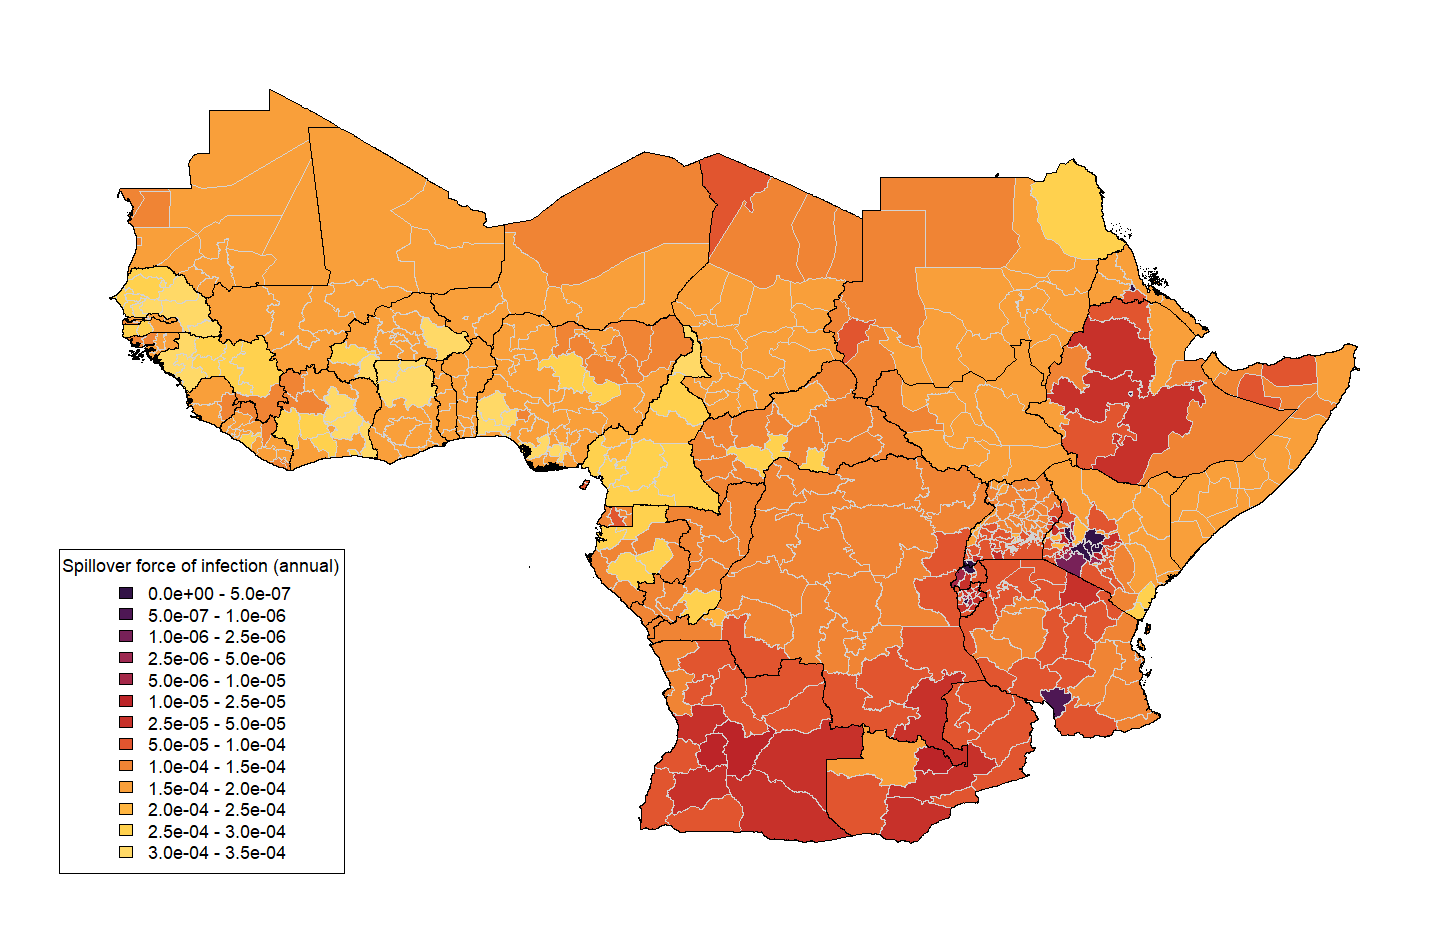 Spillover force of infection (annual)
0.0e+00 - 5.0e-07
5.0e-07 - 1.0e-06
1.0e-06 - 2.5e-06
2.5e-06 - 5.0e-06
5.0e-06 - 1.0e-05
1.0e-05 - 2.5e-05
2.5e-05 - 5.0e-05
5.0e-05 - 1.0e-04
1.0e-04 - 1.5e-04
1.5e-04 - 2.0e-04
2.0e-04 - 2.5e-04
2.5e-04 - 3.0e-04
3.0e-04 - 3.5e-04